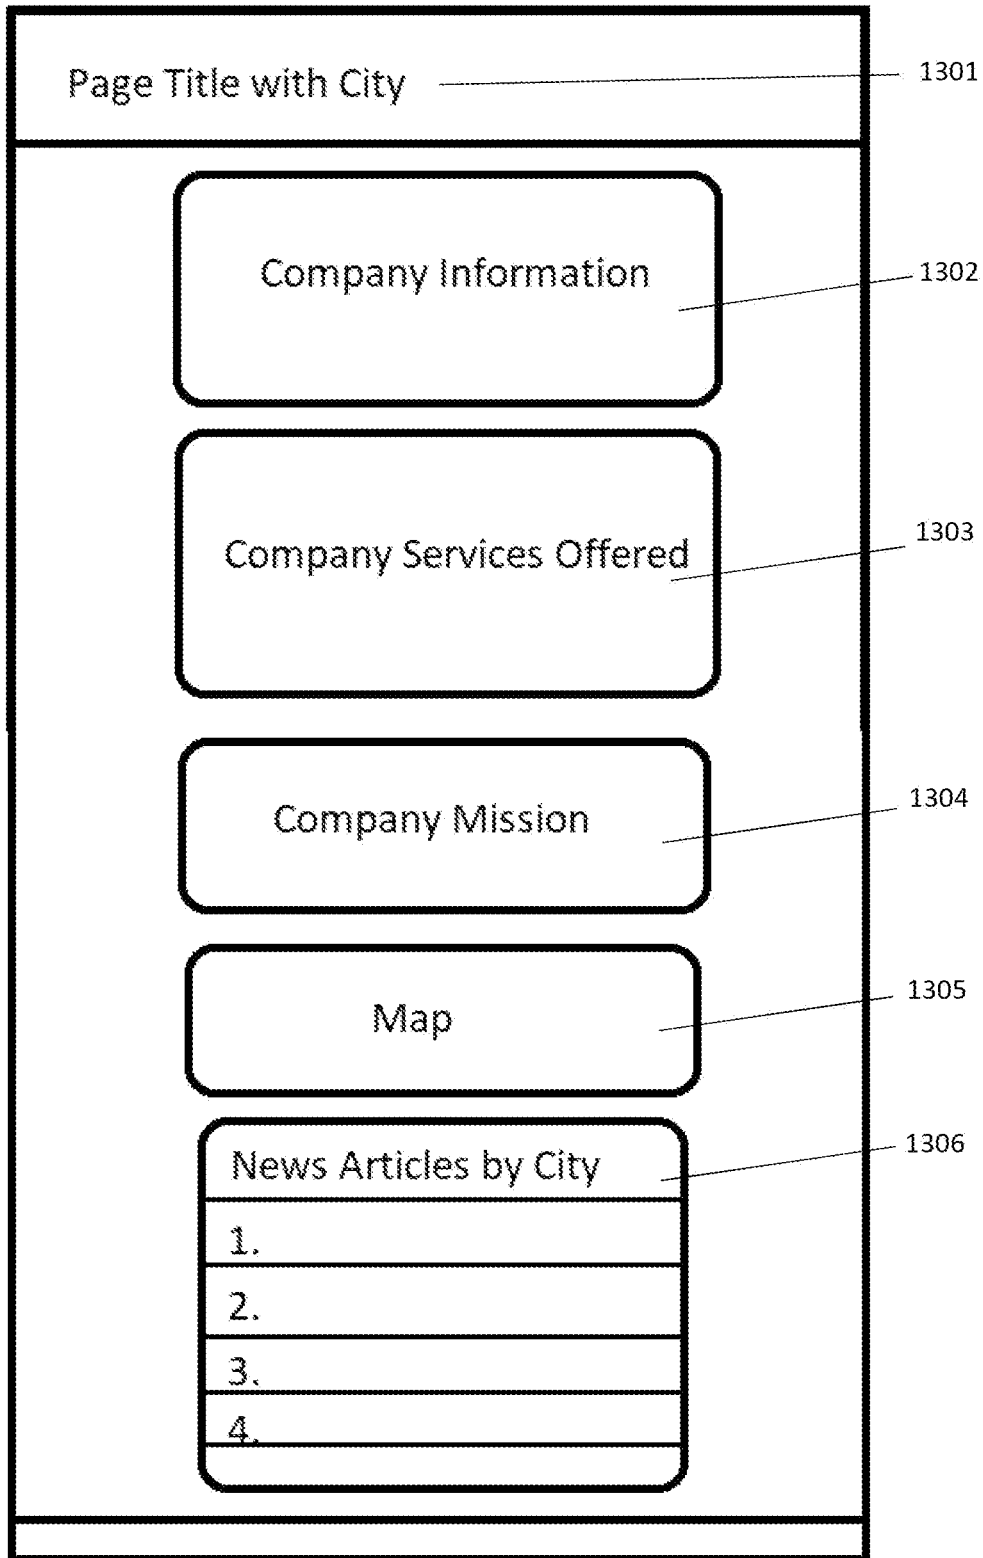 Page Title with City
1301
Company Information
1302
Company Services Offered
1303
Company Mission
1304
Map
1305
News Articles by City
1306
1.
2.
3.
4.